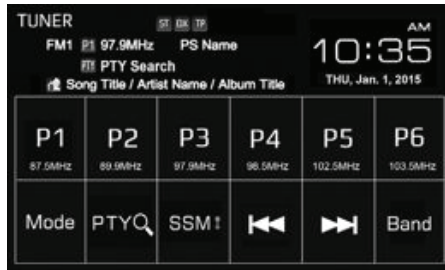 TUNER ST DX TP AM
FM1 P1 97.9MHz PS Name 10:35
PTY PTY Search
Song Title / Artist Name / Album Title THU, Jan. 1, 2015
P1 P2 P3 P4 P5 P6
87.5MHz 89.9MHz 97.9MHz 98.5MHz 102.5MHz 103.5MHz
Mode PTY SSM Band